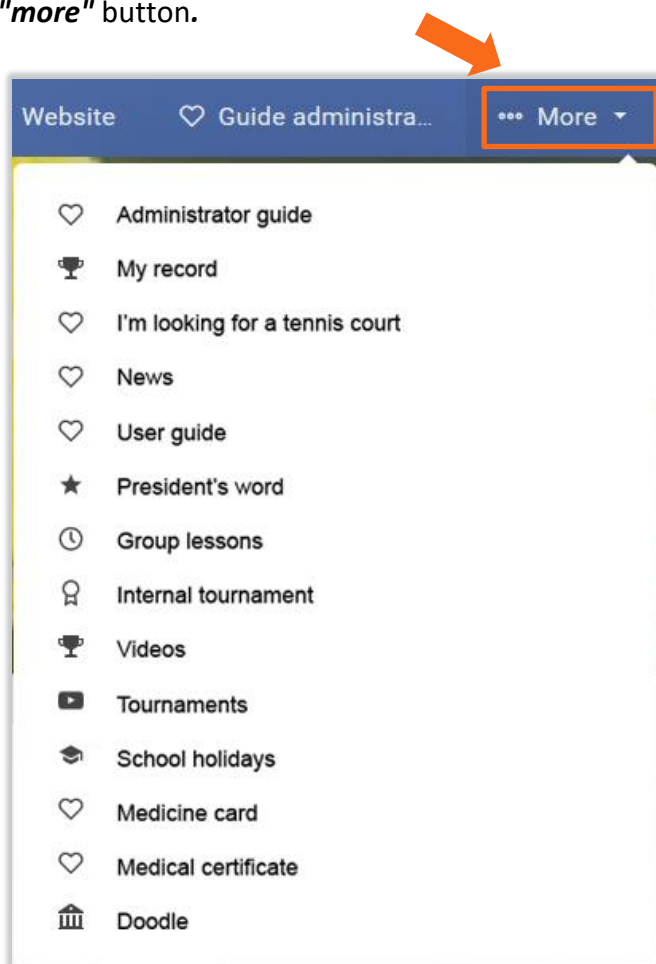 "more" button.
Website Guide administra... More
Administrator guide
My record
I'm looking for a tennis court
News
User guide
President's word
Group lessons
Internal tournament
Videos
Tournaments
School holidays
Medicine card
Medical certificate
Doodle